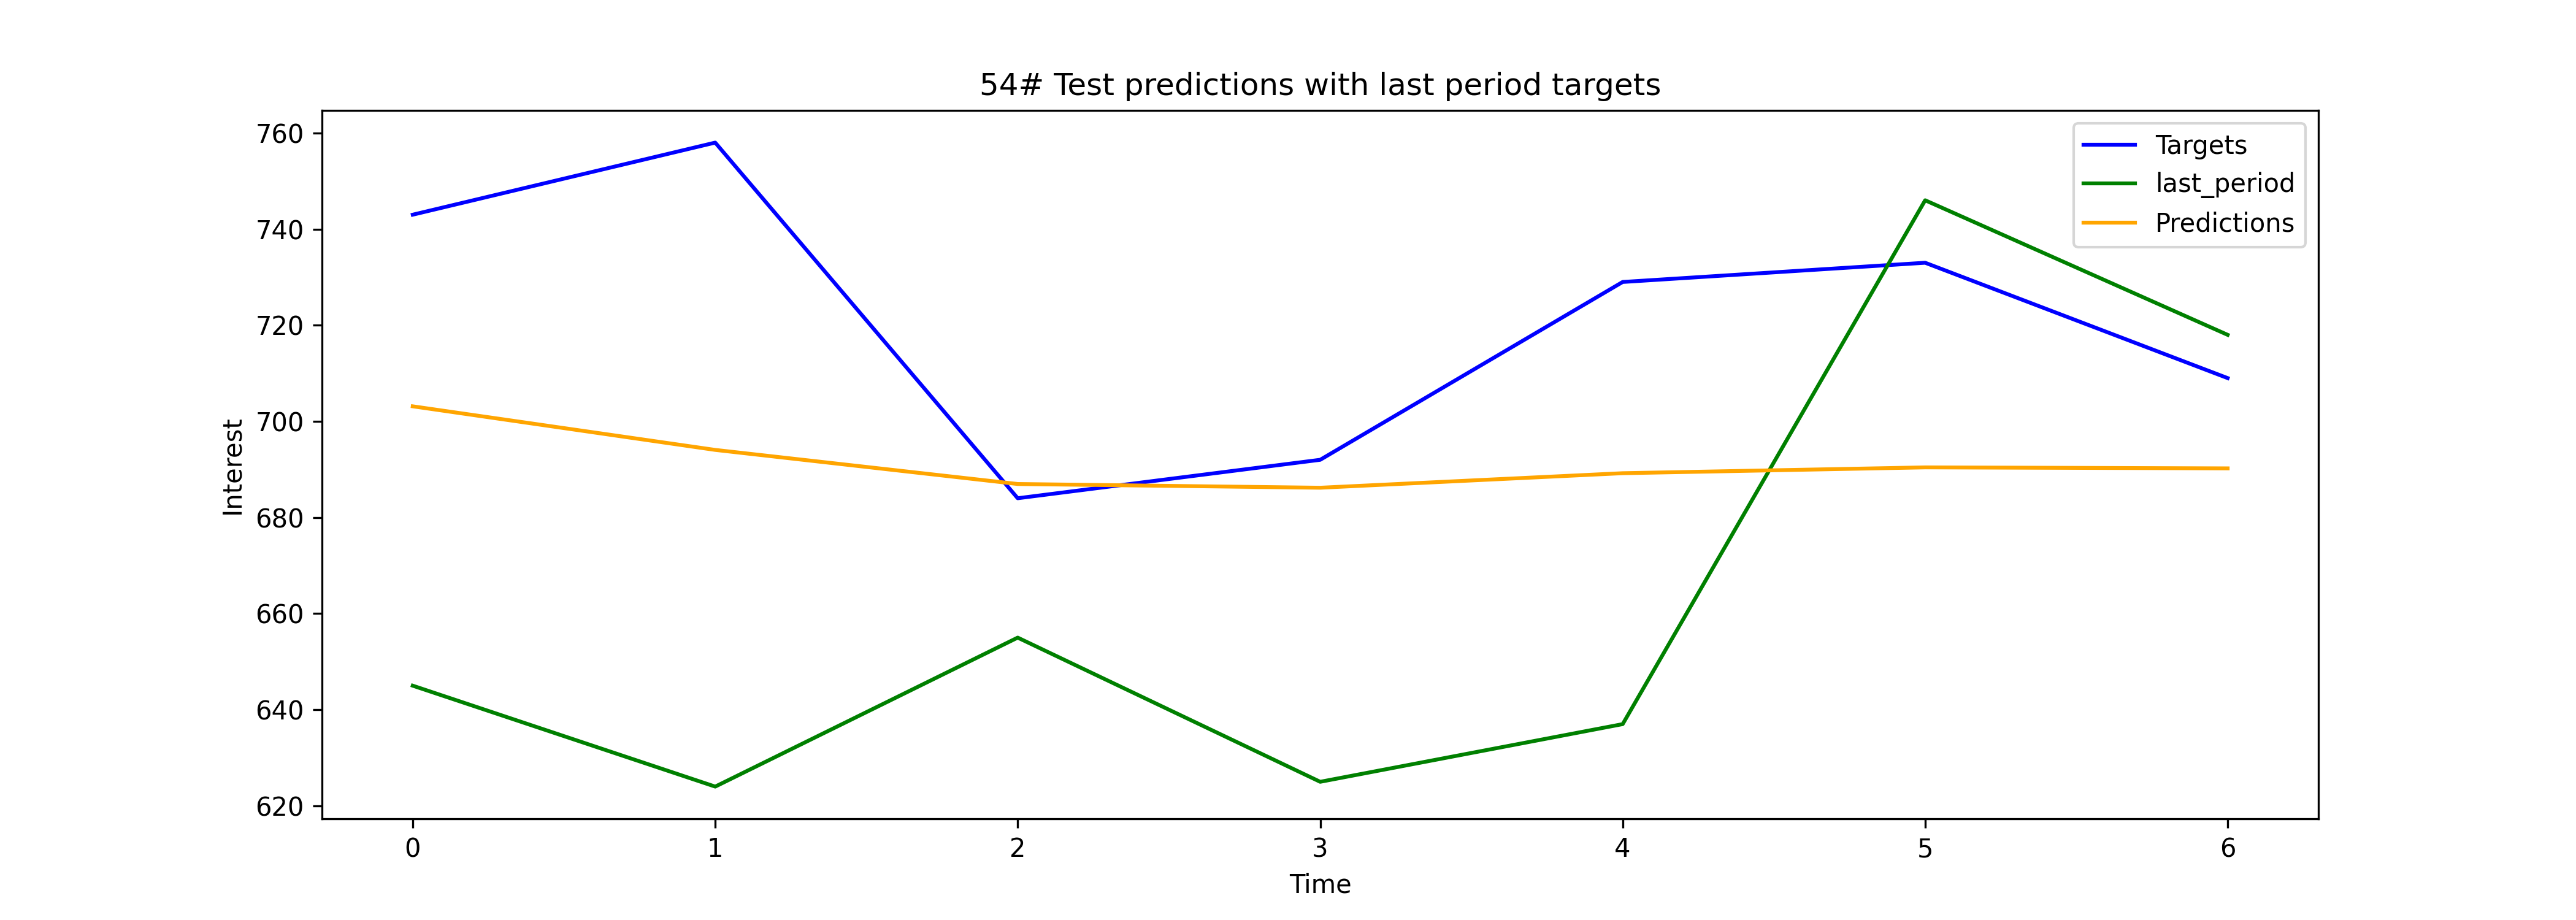 54# Test predictions with last period targets
760
740
720
700
680
660
640
620
Interest
Targets
last_period
Predictions
0 1 2 3 4 5 6
Time